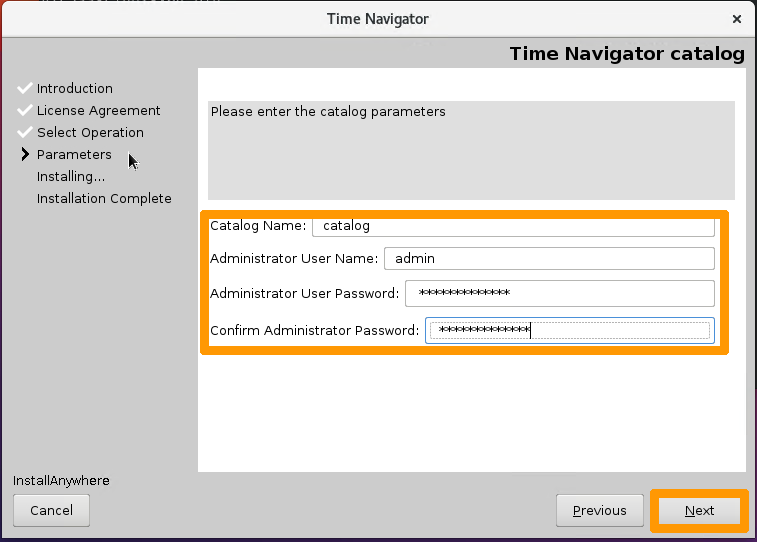 Time Navigator
Time Navigator catalog
Introduction
License Agreement
Select Operation
Parameters
Installing...
Installation Complete
Please enter the catalog parameters
Catalog Name: catalog
Administrator User Name: admin
Administrator User Password: *************
Confirm Administrator Password: *************
InstallAnywhere
Cancel
Previous
Next